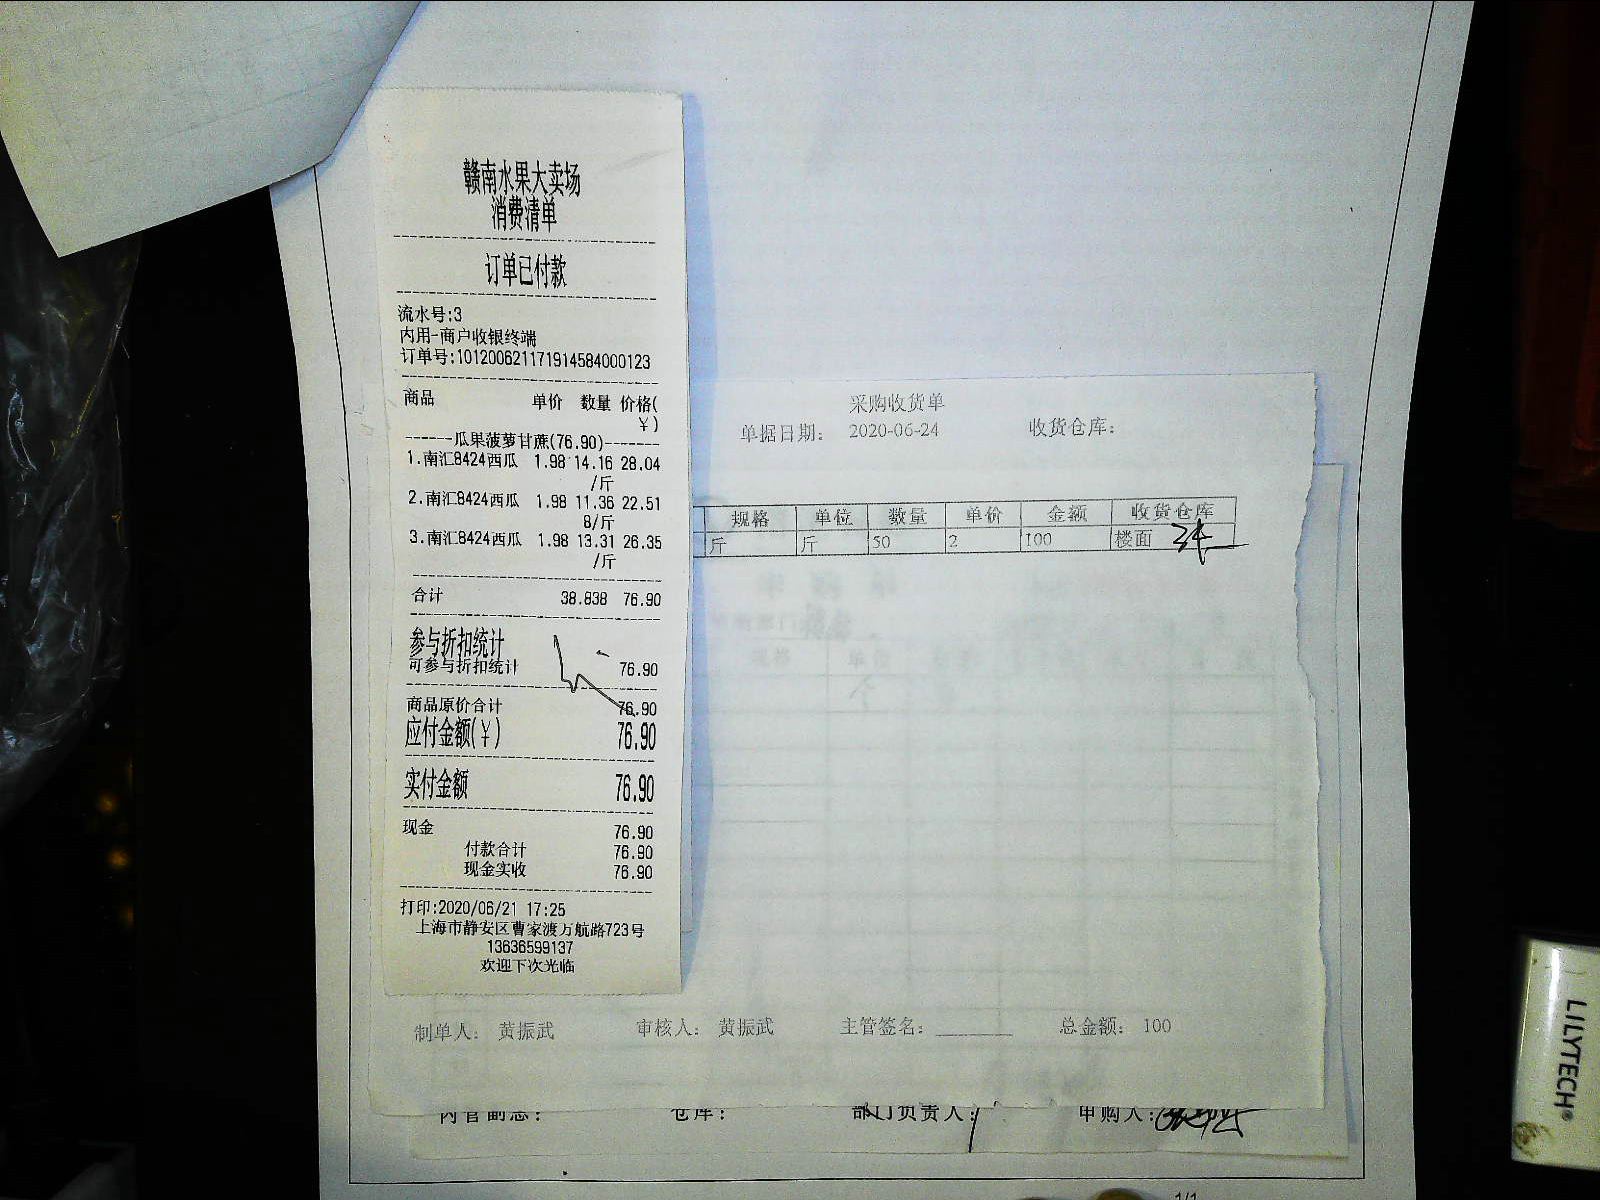 赣南水果大卖场
消费清单
订单已付款
流水号:3
内用-商户收银终端
订单号:101200621171914584000123
商品 单价 数量 价格(
¥)
瓜果菠萝甘蔗(76.90)
1.南汇8424西瓜 1.98 14.16 28.04
/斤
2.南汇8424西瓜 1.98 11.36 22.51
8/斤
3.南汇8424西瓜 1.98 13.31 26.35
/斤
合计 38.838 76.90
参与折扣统计
可参与折扣统计 76.90
商品原价合计 76.90
应付金额(¥) 76.90
实付金额 76.90
现金 76.90
付款合计 76.90
现金实收 76.90
打印:2020/06/21 17:25
上海市静安区曹家渡万航路723号
13636599137
欢迎下次光临
采购收货单
单据日期: 2020-06-24 收货仓库:
规格 单位 数量 单价 金额 收货仓库
斤 斤 50 2 100 楼面
制单人: 黄振武 审核人: 黄振武 主管签名: 总金额: 100
仓库: 部门负责人: 申购人:
1/1
LILYTECH®